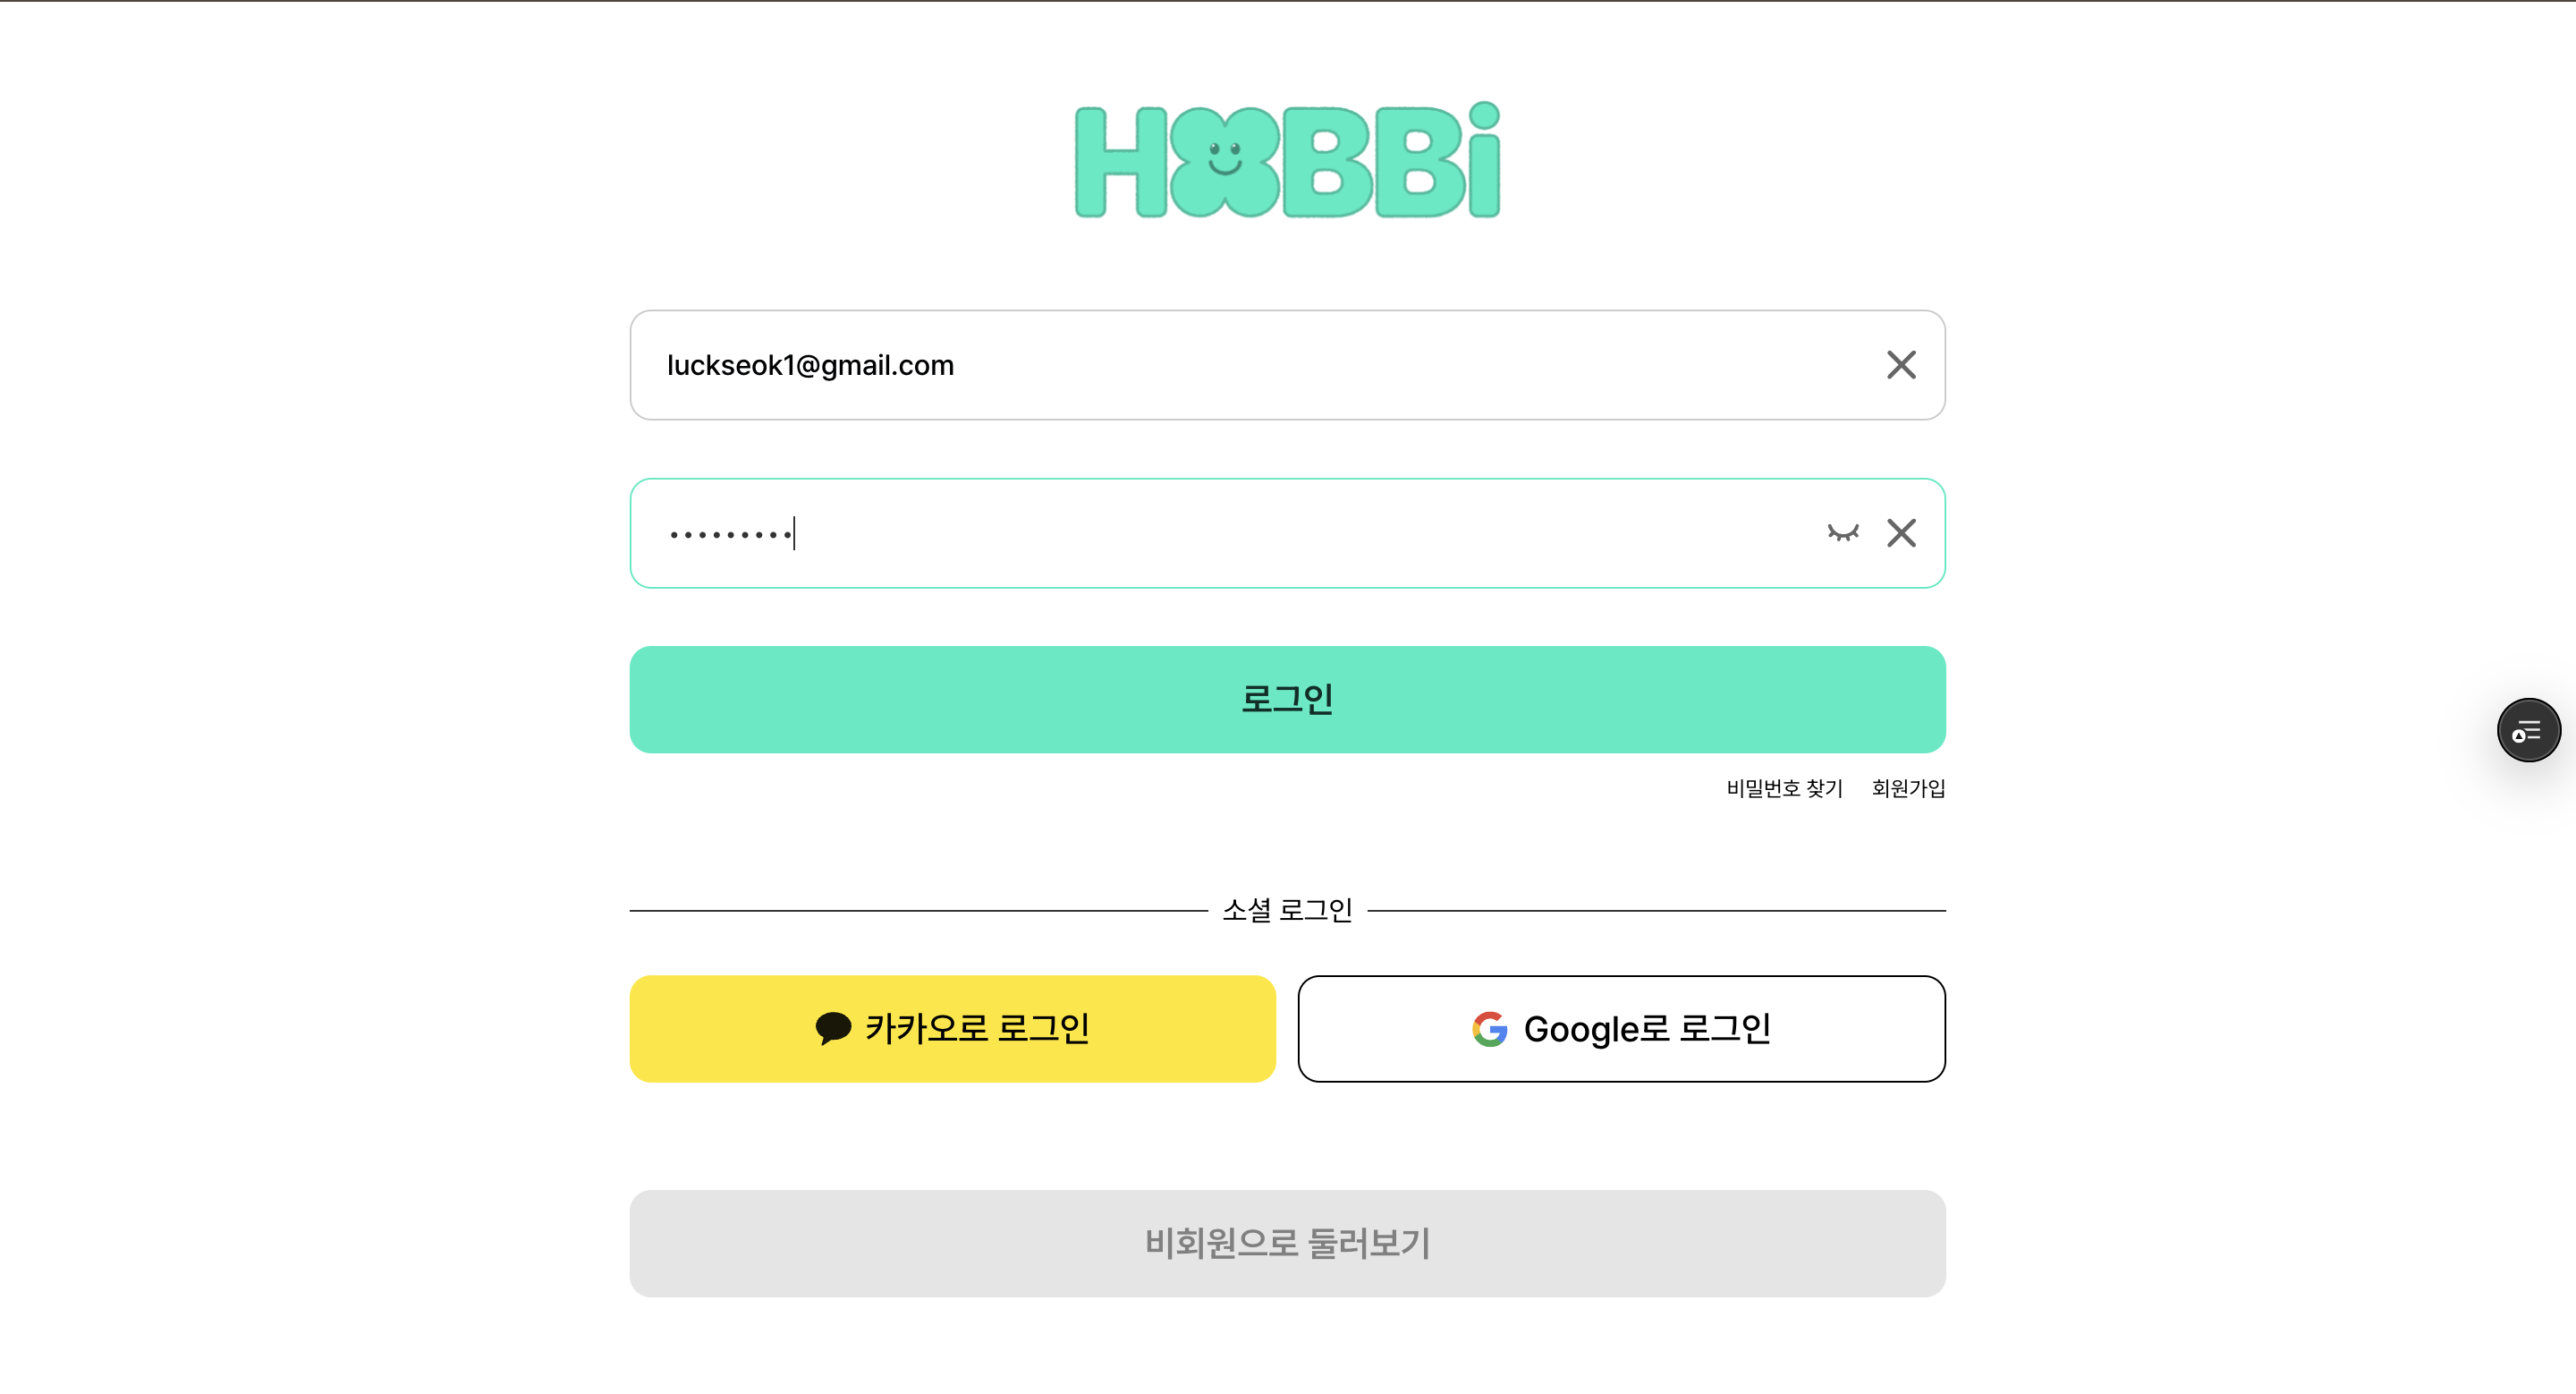 HOBBi
luckseok1@gmail.com
•••••••••
로그인
비밀번호 찾기 회원가입
소셜 로그인
카카오로 로그인 Google로 로그인
비회원으로 둘러보기